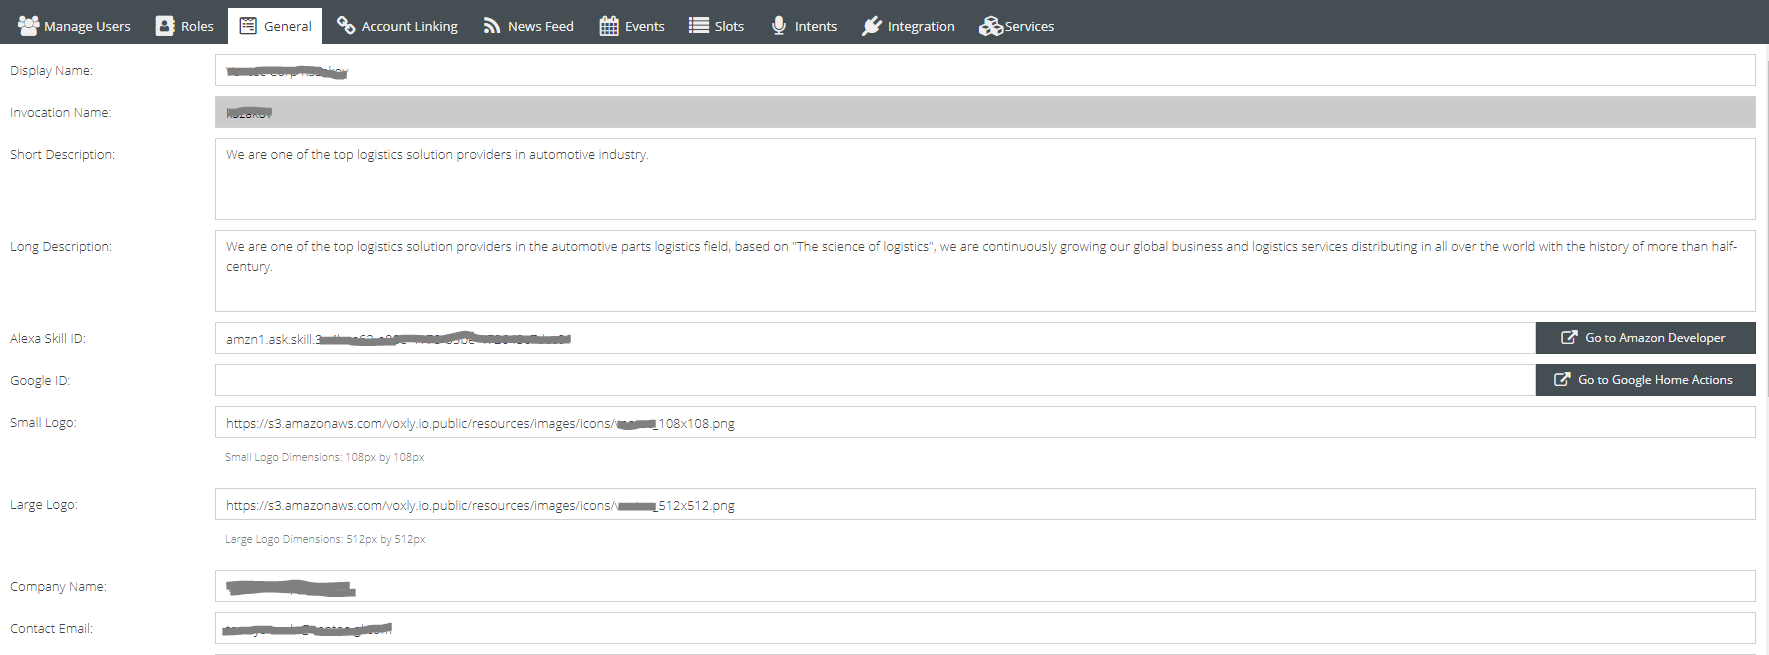 Manage Users Roles General Account Linking News Feed Events Slots Intents Integration Services
Display Name:
Invocation Name:
Short Description: We are one of the top logistics solution providers in automotive industry.
Long Description: We are one of the top logistics solution providers in the automotive parts logistics field, based on "The science of logistics", we are continuously growing our global business and logistics services distributing in all over the world with the history of more than half-
century.
Alexa Skill ID: amzn1.ask.skill. Go to Amazon Developer
Google ID: Go to Google Home Actions
Small Logo: https://s3.amazonaws.com/voxly.io.public/resources/images/icons/ _108x108.png
Small Logo Dimensions: 108px by 108px
Large Logo: https://s3.amazonaws.com/voxly.io.public/resources/images/icons/ _512x512.png
Large Logo Dimensions: 512px by 512px
Company Name:
Contact Email: